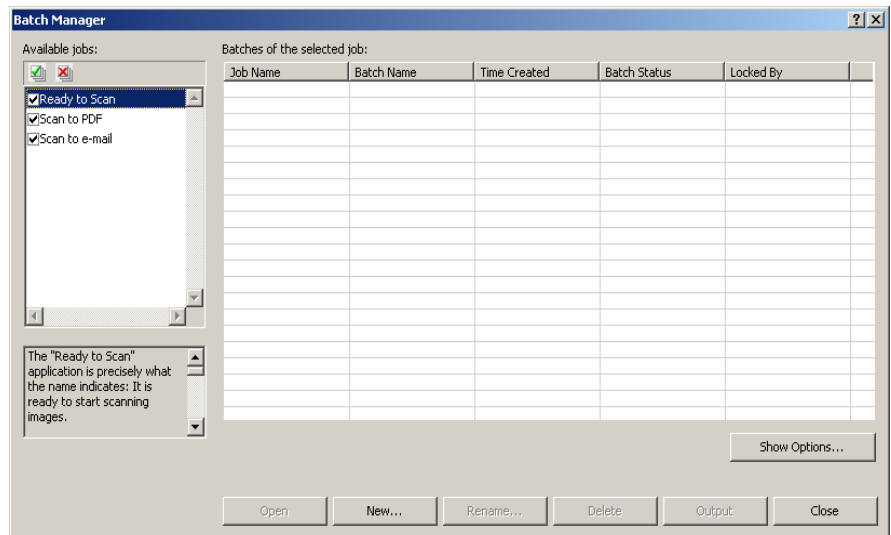 Batch Manager
Available jobs:
Batches of the selected job:
Job Name Batch Name Time Created Batch Status Locked By
Ready to Scan
Scan to PDF
Scan to e-mail
The "Ready to Scan"
application is precisely what
the name indicates: It is
ready to start scanning
images.
Show Options...
Open New... Rename... Delete Output Close